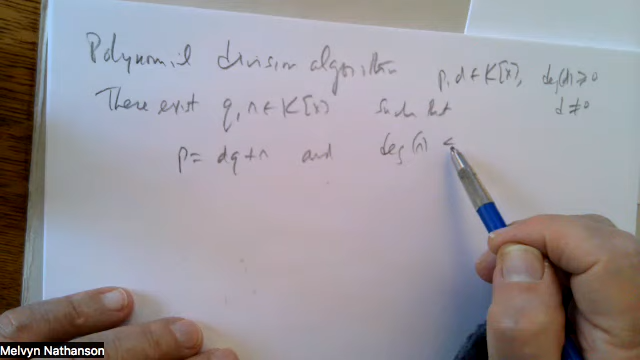 Polynomial division algorithm p, d ∈ K[x], deg(d) ≥ 0
There exist q, r ∈ K[x] such that d ≠ 0
p = dq + r and deg(r) <
Melvyn Nathanson